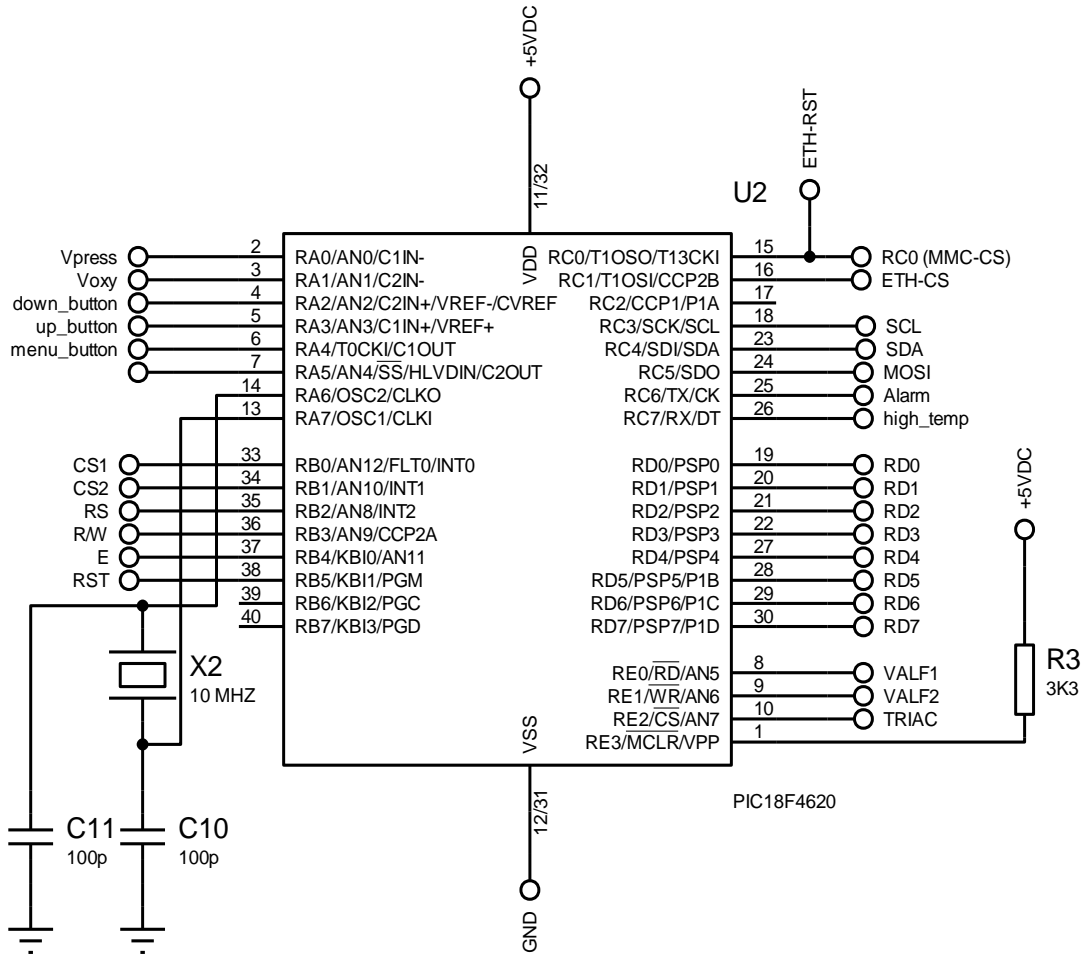 +5VDC
11/32
VDD
U2
ETH-RST
Vpress 2 RA0/AN0/C1IN-
Voxy 3 RA1/AN1/C2IN-
down_button 4 RA2/AN2/C2IN+/VREF-/CVREF
up_button 5 RA3/AN3/C1IN+/VREF+
menu_button 6 RA4/T0CKI/C1OUT
7 RA5/AN4/SS/HLVDIN/C2OUT
14 RA6/OSC2/CLKO
13 RA7/OSC1/CLKI
CS1 33 RB0/AN12/FLT0/INT0
CS2 34 RB1/AN10/INT1
RS 35 RB2/AN8/INT2
R/W 36 RB3/AN9/CCP2A
E 37 RB4/KBI0/AN11
RST 38 RB5/KBI1/PGM
39 RB6/KBI2/PGC
40 RB7/KBI3/PGD
RC0/T1OSO/T13CKI 15 RC0 (MMC-CS)
RC1/T1OSI/CCP2B 16 ETH-CS
RC2/CCP1/P1A 17
RC3/SCK/SCL 18 SCL
RC4/SDI/SDA 23 SDA
RC5/SDO 24 MOSI
RC6/TX/CK 25 Alarm
RC7/RX/DT 26 high_temp
RD0/PSP0 19 RD0
RD1/PSP1 20 RD1
RD2/PSP2 21 RD2
RD3/PSP3 22 RD3
RD4/PSP4 27 RD4
RD5/PSP5/P1B 28 RD5
RD6/PSP6/P1C 29 RD6
RD7/PSP7/P1D 30 RD7
RE0/RD/AN5 8 VALF1
RE1/WR/AN6 9 VALF2
RE2/CS/AN7 10 TRIAC
RE3/MCLR/VPP 1
+5VDC
R3
3K3
X2
10 MHZ
C11
100p
C10
100p
VSS
12/31
GND
PIC18F4620